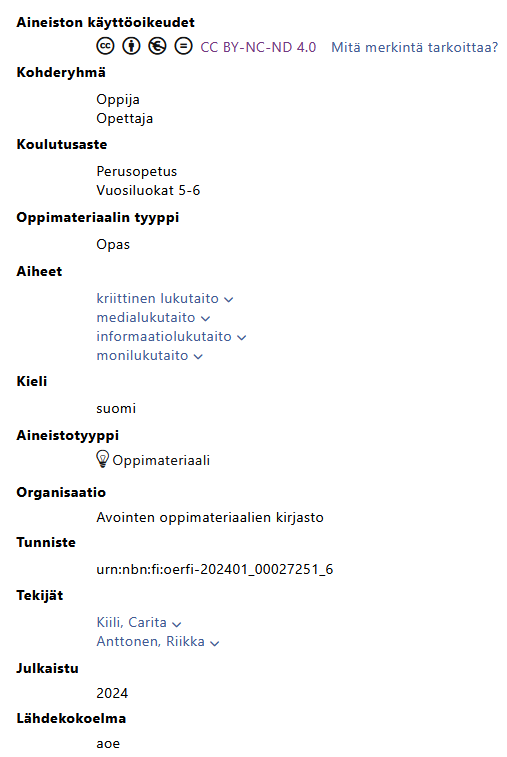 Aineiston käyttöoikeudet
CC BY-NC-ND 4.0 Mitä merkintä tarkoittaa?
Kohderyhmä
Oppija
Opettaja
Koulutusaste
Perusopetus
Vuosiluokat 5-6
Oppimateriaalin tyyppi
Opas
Aiheet
kriittinen lukutaito
medialukutaito
informaatiolukutaito
monilukutaito
Kieli
suomi
Aineistotyyppi
Oppimateriaali
Organisaatio
Avointen oppimateriaalien kirjasto
Tunniste
urn:nbn:fi:oerfi-202401_00027251_6
Tekijät
Kiili, Carita
Anttonen, Riikka
Julkaistu
2024
Lähdekokoelma
aoe